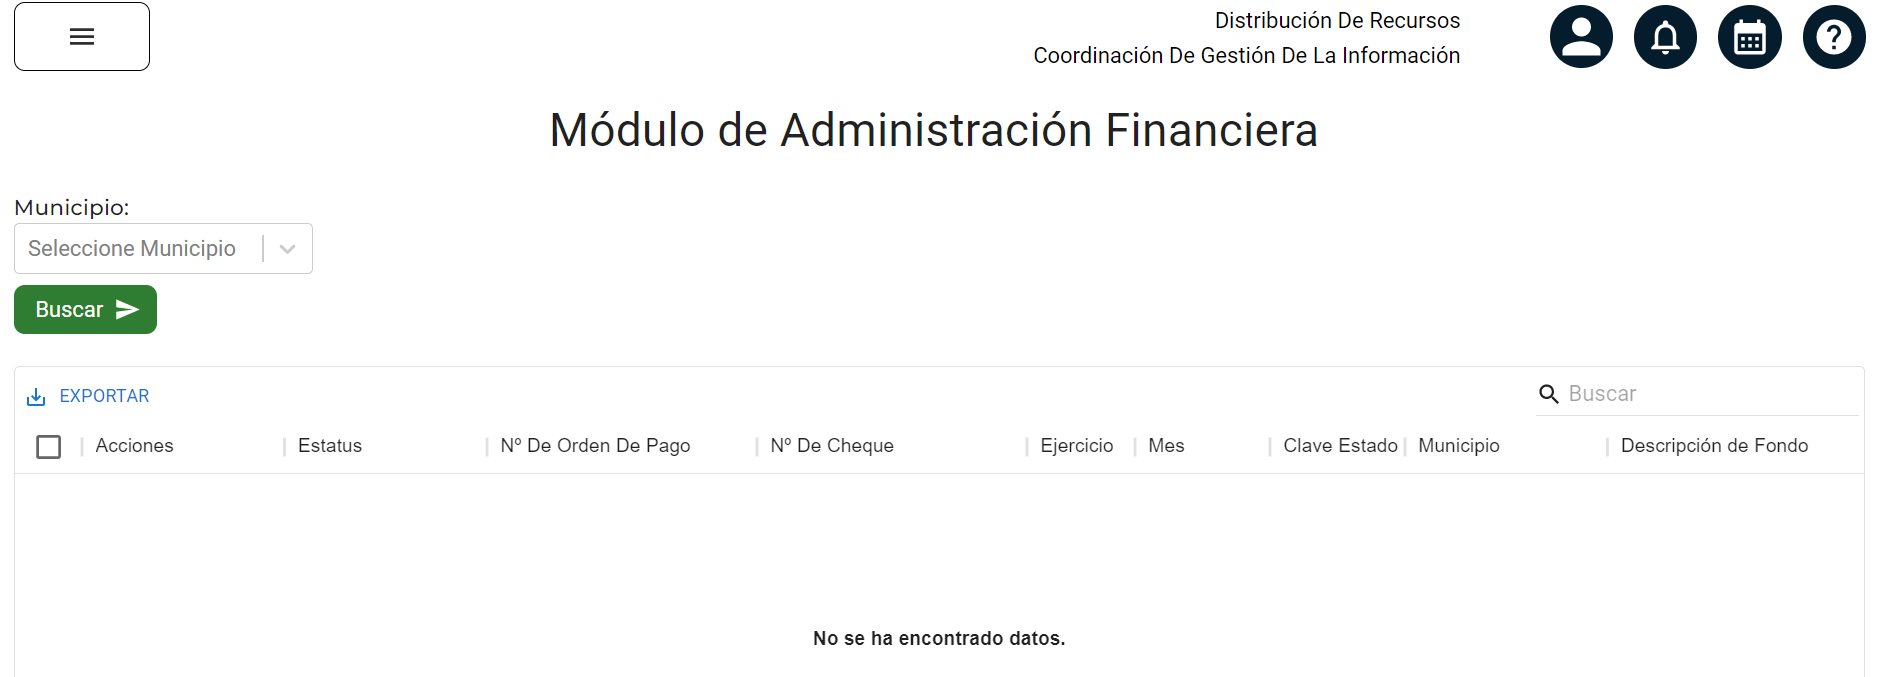 Distribución De Recursos
Coordinación De Gestión De La Información
Módulo de Administración Financiera
Municipio:
Seleccione Municipio
Buscar
EXPORTAR
Buscar
Acciones
Estatus
Nº De Orden De Pago
Nº De Cheque
Ejercicio
Mes
Clave Estado
Municipio
Descripción de Fondo
No se ha encontrado datos.